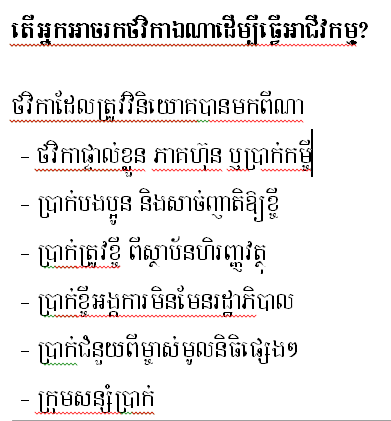 តើអ្នកអាចរកថវិកាឯណាដើម្បីធ្វើអាជីវកម្ម?
ថវិកាដែលត្រូវវិនិយោគបានមកពីណា
- ថវិកាផ្ទាល់ខ្លួន ភាគហ៊ុន ឬប្រាក់កម្ចី
- ប្រាក់បងប្អូន និងសាច់ញាតិឱ្យខ្ចី
- ប្រាក់ត្រូវខ្ចី ពីស្ថាប័នហិរញ្ញវត្ថុ
- ប្រាក់ខ្ចីអង្គការមិនមែនរដ្ឋាភិបាល
- ប្រាក់ជំនួយពីម្ចាស់មូលនិធិផ្សេងៗ
- ក្រុមសន្សំប្រាក់